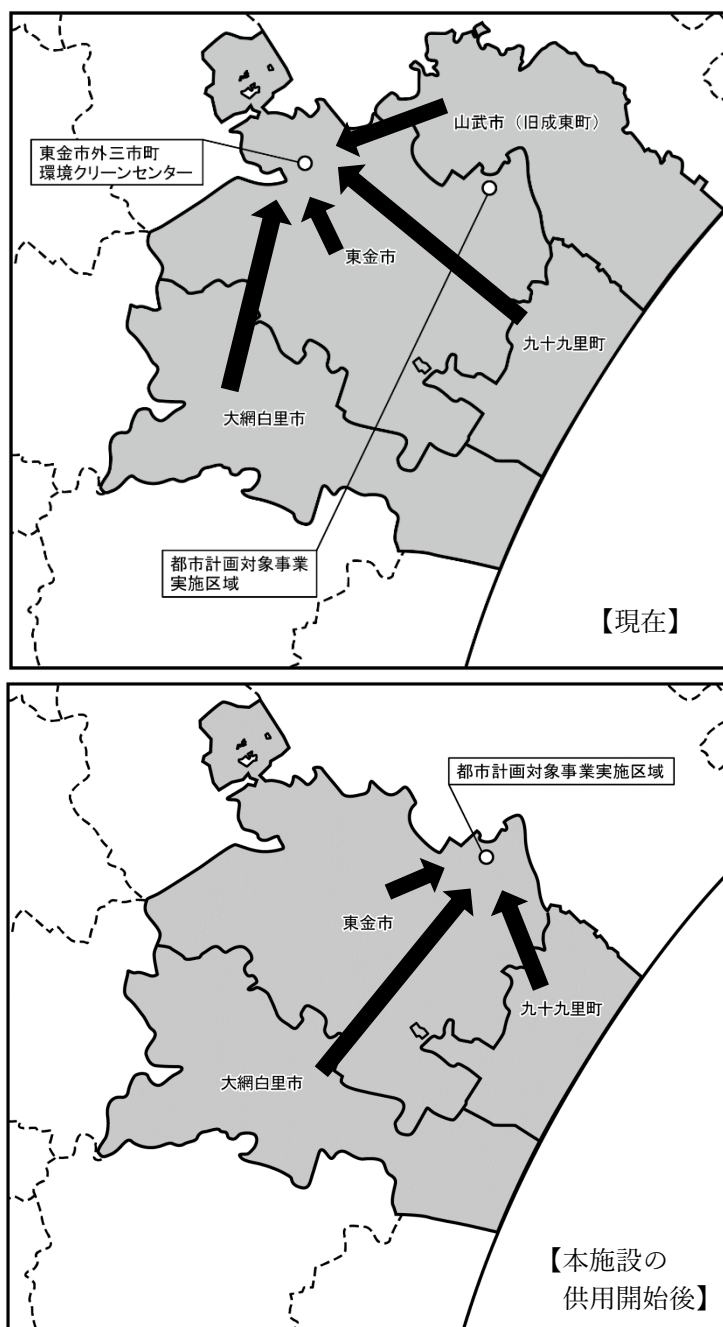 東金市外三市町
環境クリーンセンター
山武市（旧成東町）
東金市
九十九里町
大網白里市
都市計画対象事業
実施区域
【現在】
都市計画対象事業実施区域
東金市
九十九里町
大網白里市
【本施設の
供用開始後】